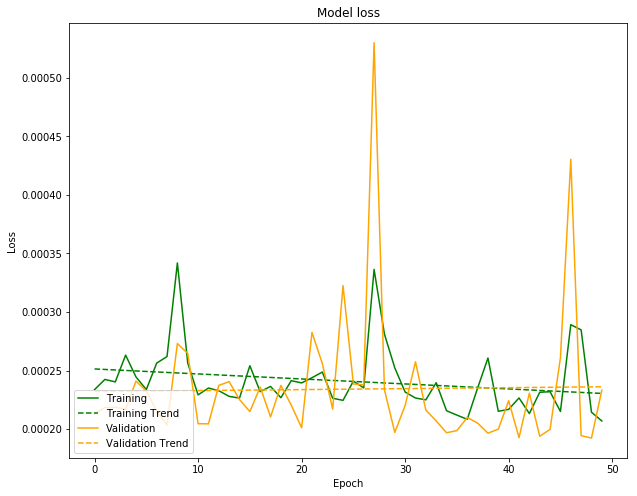 Model loss
0.00050
0.00045
0.00040
0.00035
0.00030
0.00025
0.00020
Loss
Training
Training Trend
Validation
Validation Trend
0 10 20 30 40 50
Epoch